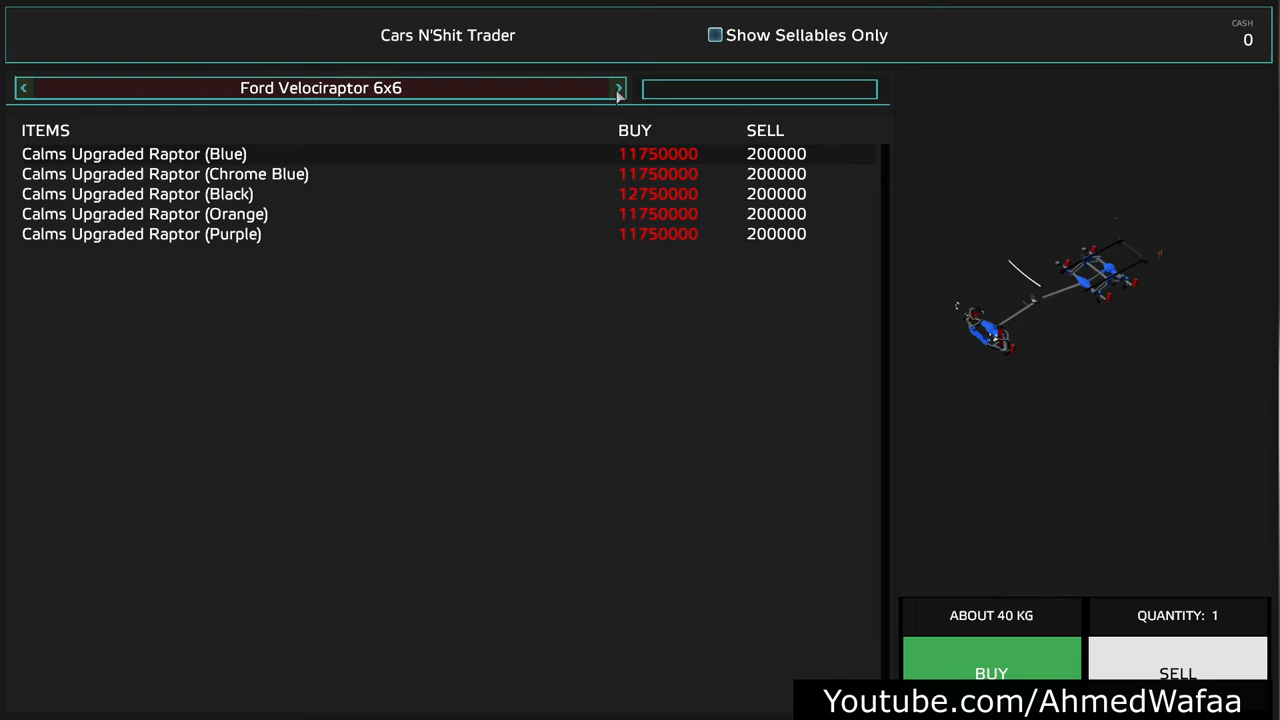 Cars N'Shit Trader
Show Sellables Only
CASH
0
< Ford Velociraptor 6x6 >
ITEMS BUY SELL
Calms Upgraded Raptor (Blue) 11750000 200000
Calms Upgraded Raptor (Chrome Blue) 11750000 200000
Calms Upgraded Raptor (Black) 12750000 200000
Calms Upgraded Raptor (Orange) 11750000 200000
Calms Upgraded Raptor (Purple) 11750000 200000
ABOUT 40 KG
QUANTITY: 1
BUY
SELL
Youtube.com/AhmedWafaa